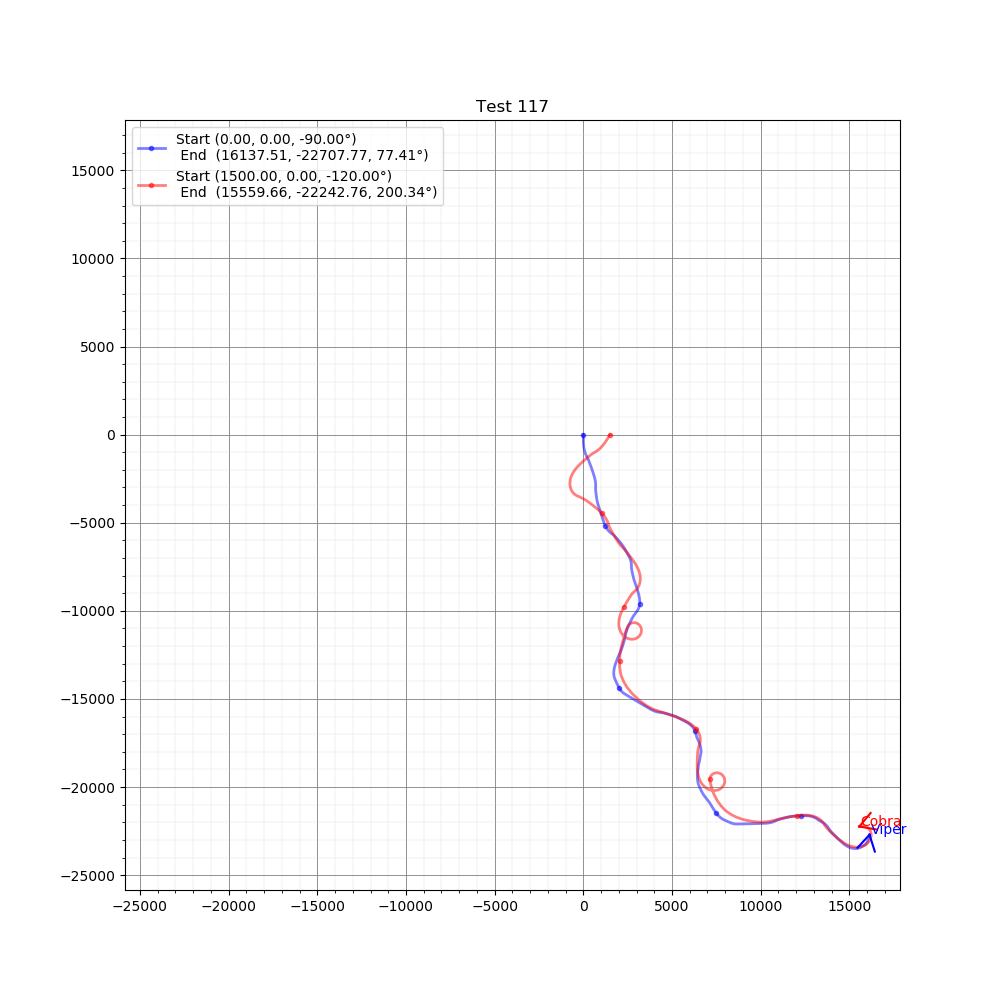 Test 117
Start (0.00, 0.00, -90.00°)
End (16137.51, -22707.77, 77.41°)
Start (1500.00, 0.00, -120.00°)
End (15559.66, -22242.76, 200.34°)
15000
10000
5000
0
−5000
−10000
−15000
−20000
−25000
Cobra
Viper
−25000 −20000 −15000 −10000 −5000 0 5000 10000 15000